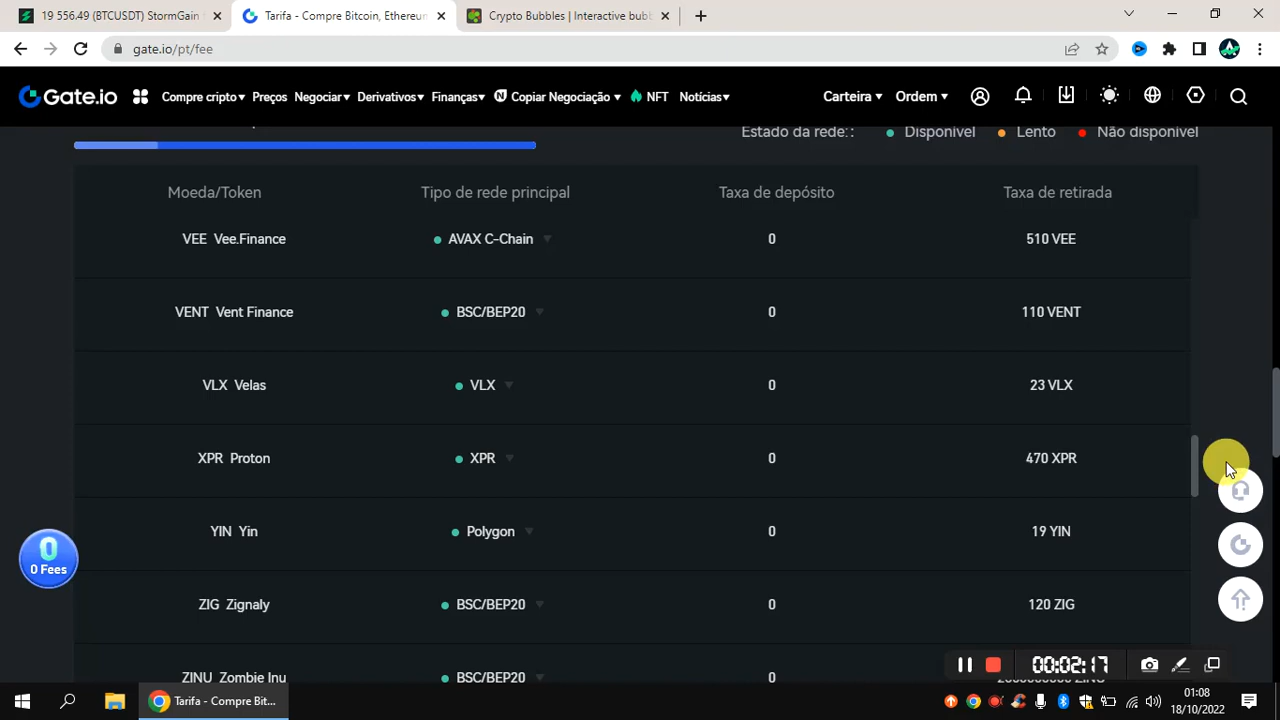 19 556.49 (BTCUSDT) StormGain
Tarifa - Compre Bitcoin, Ethereu
Crypto Bubbles | Interactive bubb
gate.io/pt/fee
Gate.io
Compre cripto
Preços
Negociar
Derivativos
Finanças
Copiar Negociação
NFT
Notícias
Carteira
Ordem
Estado da rede::
Disponível
Lento
Não disponível
Moeda/Token
Tipo de rede principal
Taxa de depósito
Taxa de retirada
VEE Vee.Finance AVAX C-Chain 0 510 VEE
VENT Vent Finance BSC/BEP20 0 110 VENT
VLX Velas VLX 0 23 VLX
XPR Proton XPR 0 470 XPR
YIN Yin Polygon 0 19 YIN
0
0 Fees
ZIG Zignaly BSC/BEP20 0 120 ZIG
ZINU Zombie Inu BSC/BEP20 0
00:02:17
Tarifa - Compre Bit...
01:08
18/10/2022